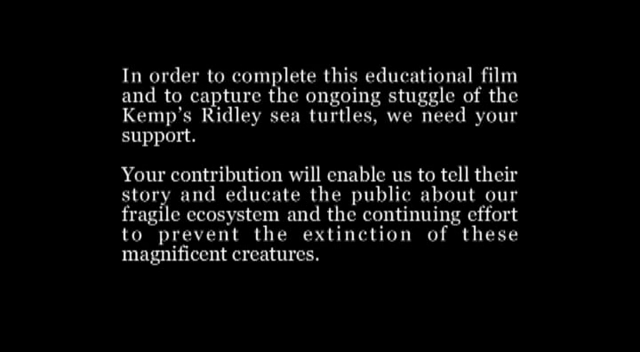 In order to complete this educational film
and to capture the ongoing stuggle of the
Kemp's Ridley sea turtles, we need your
support.
Your contribution will enable us to tell their
story and educate the public about our
fragile ecosystem and the continuing effort
to prevent the extinction of these
magnificent creatures.